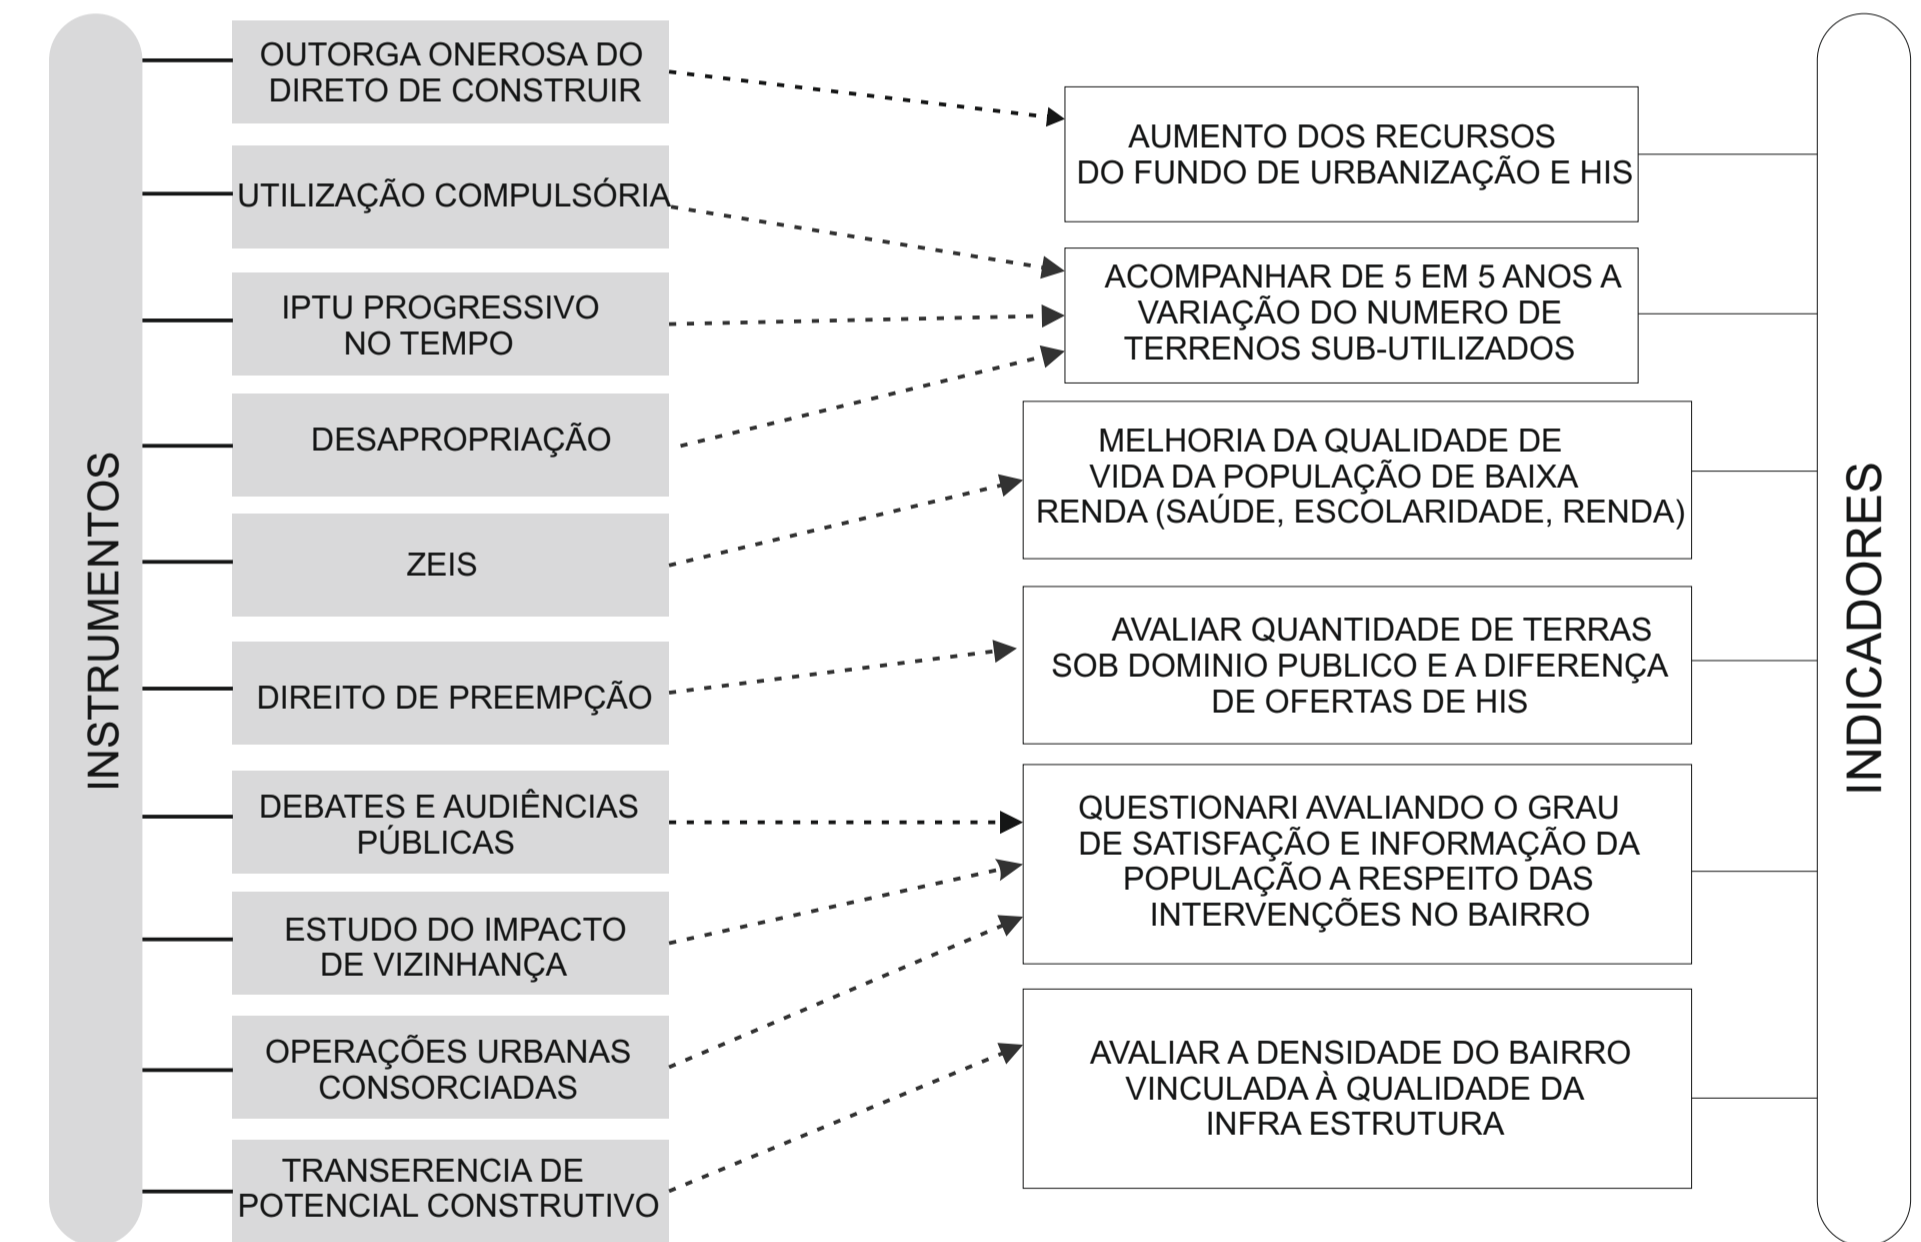 INSTRUMENTOS
OUTORGA ONEROSA DO
DIRETO DE CONSTRUIR
UTILIZAÇÃO COMPULSÓRIA
IPTU PROGRESSIVO
NO TEMPO
DESAPROPRIAÇÃO
ZEIS
DIREITO DE PREEMPÇÃO
DEBATES E AUDIÊNCIAS
PÚBLICAS
ESTUDO DO IMPACTO
DE VIZINHANÇA
OPERAÇÕES URBANAS
CONSORCIADAS
TRANSERENCIA DE
POTENCIAL CONSTRUTIVO
AUMENTO DOS RECURSOS
DO FUNDO DE URBANIZAÇÃO E HIS
ACOMPANHAR DE 5 EM 5 ANOS A
VARIAÇÃO DO NUMERO DE
TERRENOS SUB-UTILIZADOS
MELHORIA DA QUALIDADE DE
VIDA DA POPULAÇÃO DE BAIXA
RENDA (SAÚDE, ESCOLARIDADE, RENDA)
AVALIAR QUANTIDADE DE TERRAS
SOB DOMINIO PUBLICO E A DIFERENÇA
DE OFERTAS DE HIS
QUESTIONARI AVALIANDO O GRAU
DE SATISFAÇÃO E INFORMAÇÃO DA
POPULAÇÃO A RESPEITO DAS
INTERVENÇÕES NO BAIRRO
AVALIAR A DENSIDADE DO BAIRRO
VINCULADA À QUALIDADE DA
INFRA ESTRUTURA
INDICADORES